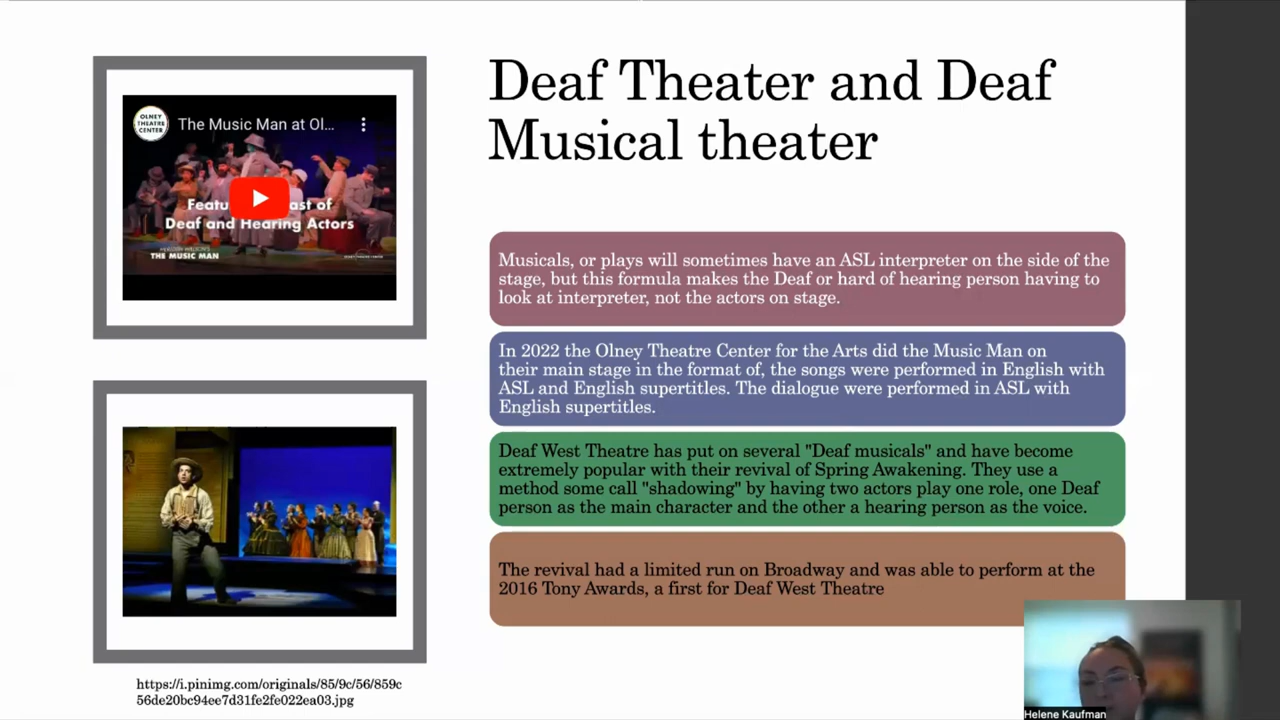 Deaf Theater and Deaf
Musical theater
OLNEY
THEATRE
CENTER
The Music Man at Ol...
Featu ast of
Deaf and Hearing Actors
THE MUSIC MAN
Musicals, or plays will sometimes have an ASL interpreter on the side of the
stage, but this formula makes the Deaf or hard of hearing person having to
look at interpreter, not the actors on stage.
In 2022 the Olney Theatre Center for the Arts did the Music Man on
their main stage in the format of, the songs were performed in English with
ASL and English supertitles. The dialogue were performed in ASL with
English supertitles.
Deaf West Theatre has put on several "Deaf musicals" and have become
extremely popular with their revival of Spring Awakening. They use a
method some call "shadowing" by having two actors play one role, one Deaf
person as the main character and the other a hearing person as the voice.
The revival had a limited run on Broadway and was able to perform at the
2016 Tony Awards, a first for Deaf West Theatre
https://i.pinimg.com/originals/85/9c/56/859c
56de20bc94ee7d31fe2fe022ea03.jpg
Helene Kaufman